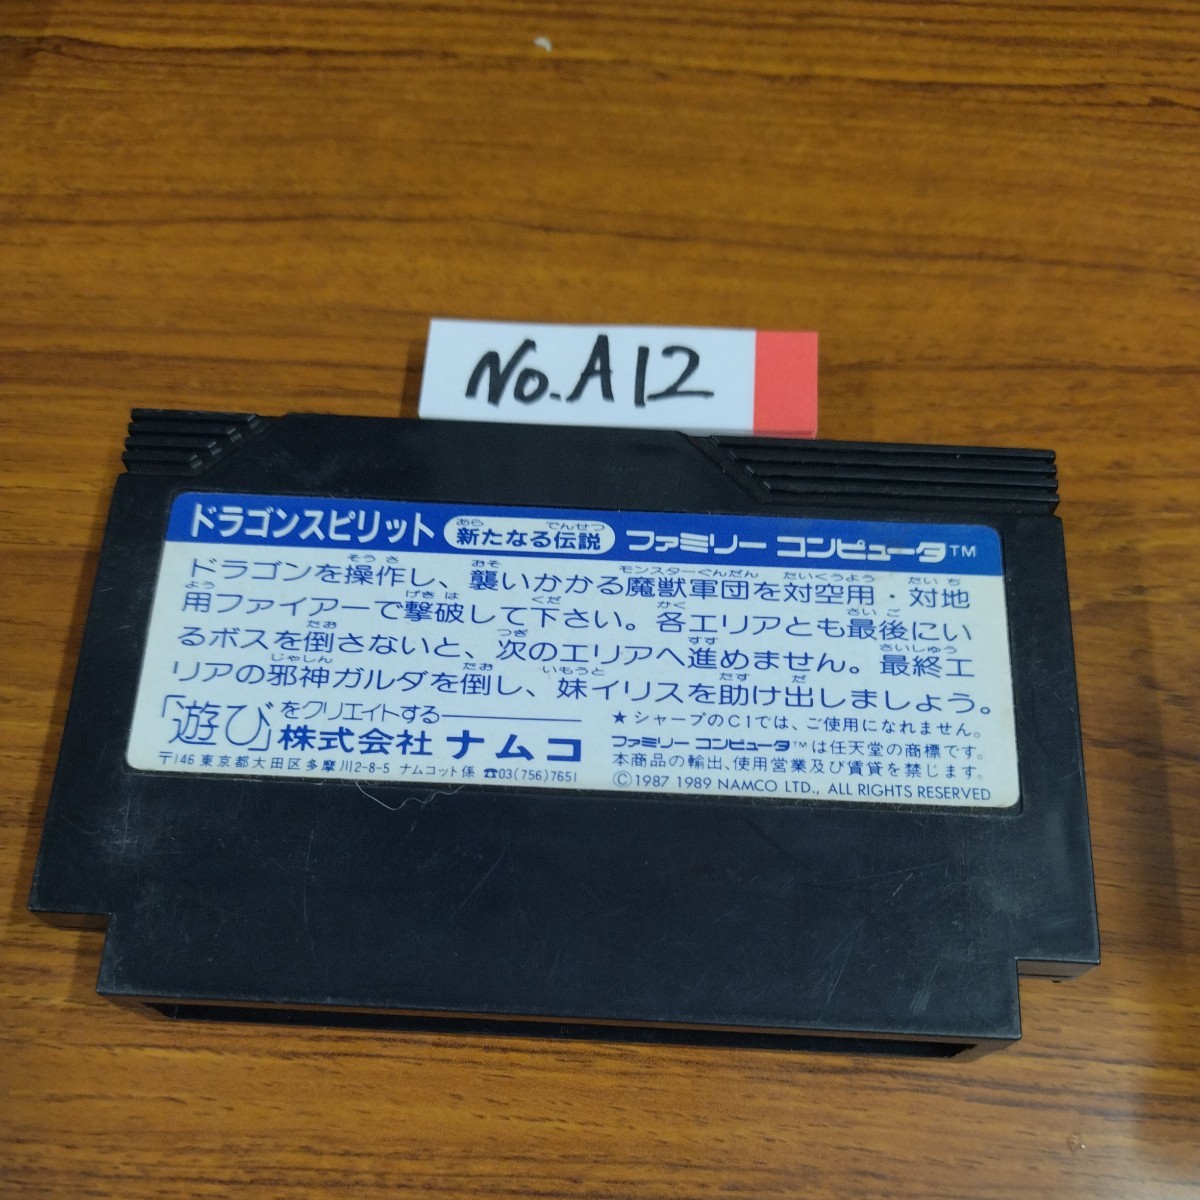 No. A12
ドラゴンスピリット 新たなる伝説 ファミリー コンピュータ™
ドラゴンを操作し、襲いかかる魔獣軍団を対空用・対地
用ファイアーで撃破して下さい。各エリアとも最後にい
るボスを倒さないと、次のエリアへ進めません。最終エ
リアの邪神ガルダを倒し、妹イリスを助け出しましょう。
「遊び」をクリエイトする
株式会社 ナムコ
〒146 東京都大田区多摩川2-8-5 ナムコット係 ☎03(756)7651
★シャープのC1では、ご使用になれません。
ファミリー コンピュータ™は任天堂の商標です。
本商品の輸出、使用営業及び賃貸を禁じます。
©1987 1989 NAMCO LTD., ALL RIGHTS RESERVED